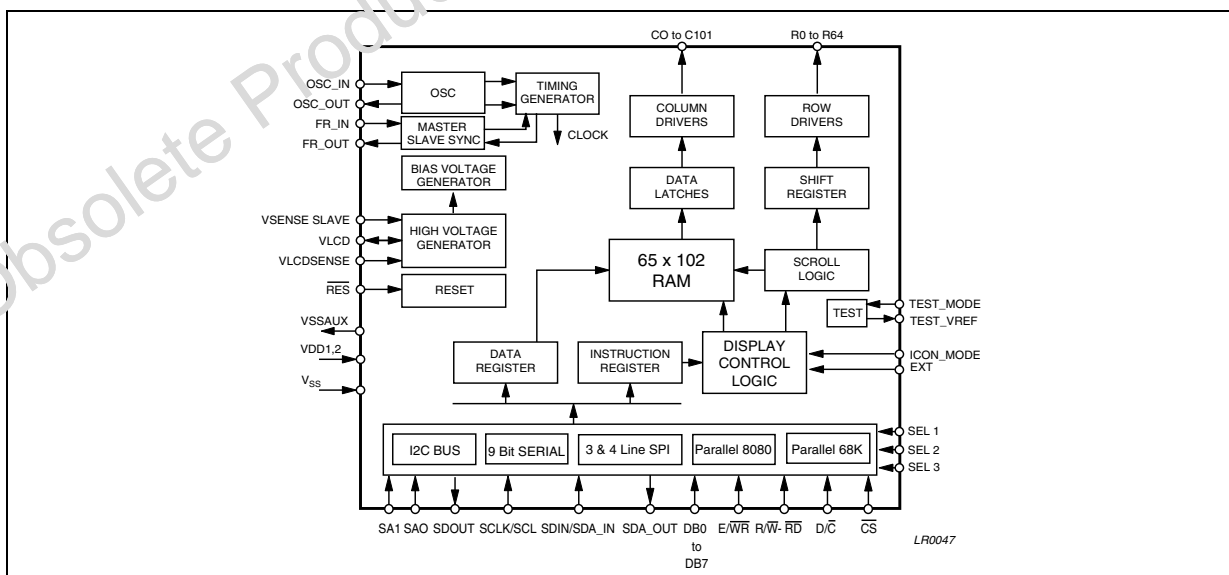 Obsolete Produc
CO to C101
R0 to R64
OSC_IN
OSC_OUT
FR_IN
FR_OUT
OSC
TIMING
GENERATOR
MASTER
SLAVE SYNC
CLOCK
COLUMN
DRIVERS
ROW
DRIVERS
BIAS VOLTAGE
GENERATOR
DATA
LATCHES
SHIFT
REGISTER
VSENSE SLAVE
VLCD
VLCDSENSE
HIGH VOLTAGE
GENERATOR
65 x 102
RAM
SCROLL
LOGIC
RES
RESET
TEST
TEST_MODE
TEST_VREF
VSSAUX
VDD1,2
VSS
DATA
REGISTER
INSTRUCTION
REGISTER
DISPLAY
CONTROL
LOGIC
ICON_MODE
EXT
I2C BUS
9 Bit SERIAL
3 & 4 Line SPI
Parallel 8080
Parallel 68K
SEL 1
SEL 2
SEL 3
SA1 SAO SDOUT SCLK/SCL SDIN/SDA_IN SDA_OUT DB0 E/WR R/W- RD D/C CS
to
DB7
LR0047